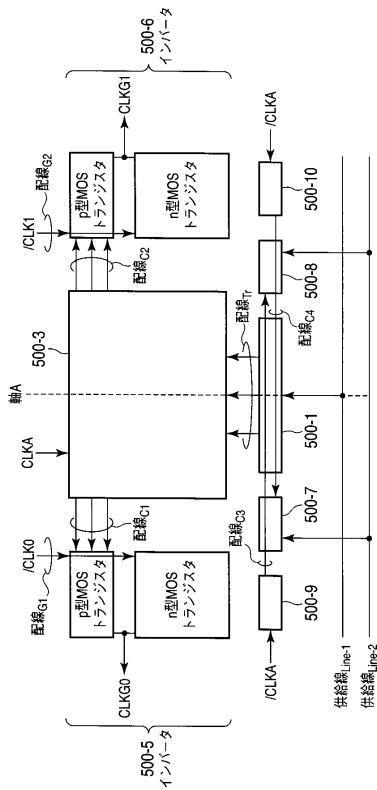 500-6
インバータ
CLKG1
配線G2
/CLK1
p型MOS
トランジスタ
n型MOS
トランジスタ
/CLKA
500-10
500-8
配線C2
500-3
軸A
CLKA
配線Tr
配線C4
500-1
500-7
配線C1
配線C3
配線G1
/CLK0
p型MOS
トランジスタ
n型MOS
トランジスタ
500-9
/CLKA
CLKG0
500-5
インバータ
供給線Line-1
供給線Line-2